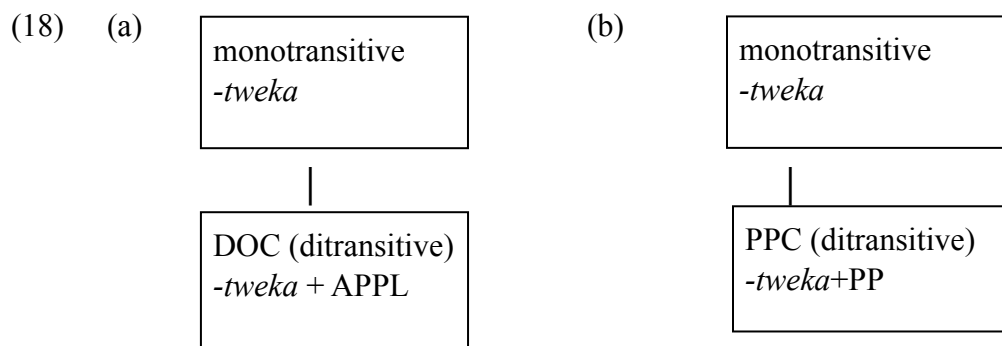 (18) (a) (b)
monotransitive
-tweka
monotransitive
-tweka
DOC (ditransitive)
-tweka + APPL
PPC (ditransitive)
-tweka+PP